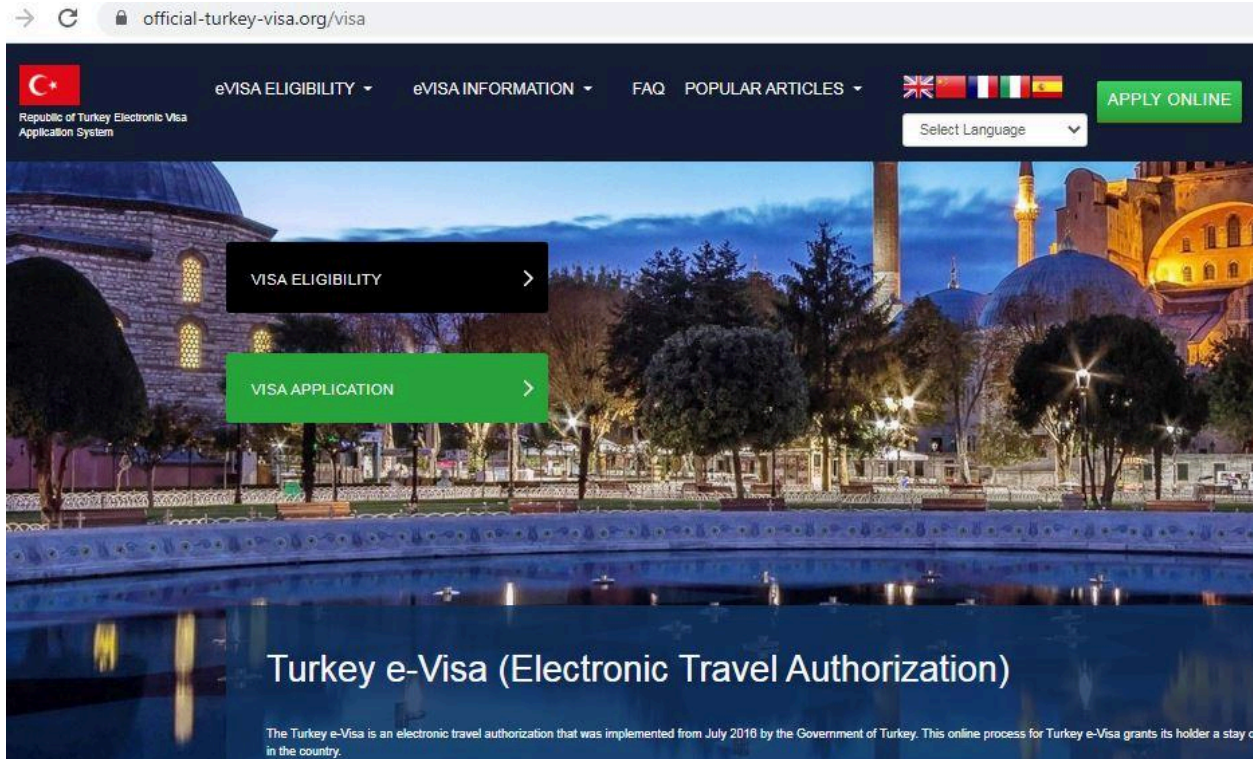 official-turkey-visa.org/visa
eVISA ELIGIBILITY
eVISA INFORMATION
FAQ
POPULAR ARTICLES
APPLY ONLINE
Republic of Turkey Electronic Visa
Application System
Select Language
VISA ELIGIBILITY
VISA APPLICATION
Turkey e-Visa (Electronic Travel Authorization)
The Turkey e-Visa is an electronic travel authorization that was implemented from July 2016 by the Government of Turkey. This online process for Turkey e-Visa grants its holder a stay
in the country.